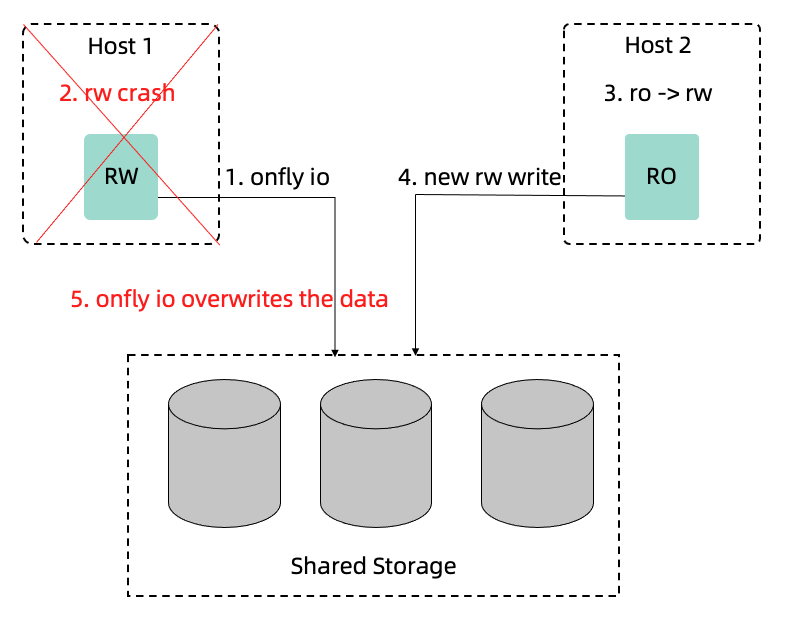 Host 1
Host 2
2. rw crash
3. ro -> rw
RW
1. onfly io
4. new rw write
RO
5. onfly io overwrites the data
Shared Storage